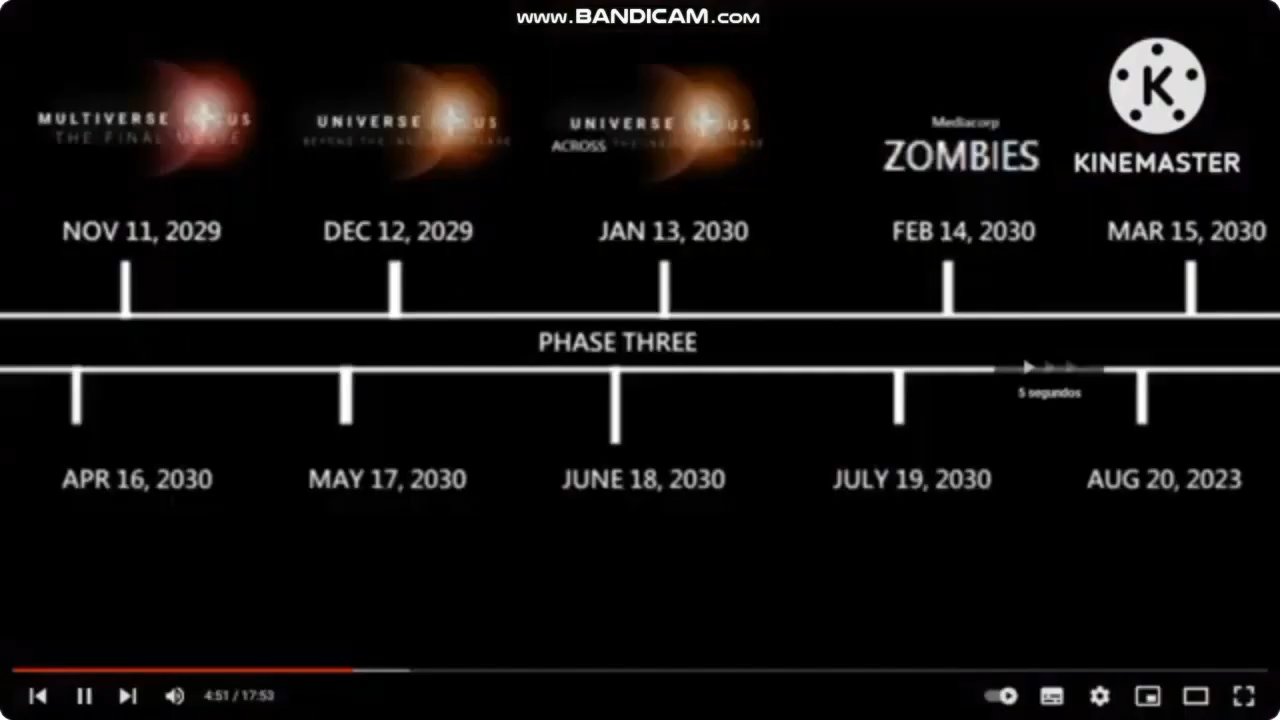 www.BANDICAM.com
MULTIVERSE
THE FINAL
UNIVERSE
UNIVERSE
ACROSS
Mediacorp
ZOMBIES
K
KINEMASTER
NOV 11, 2029
DEC 12, 2029
JAN 13, 2030
FEB 14, 2030
MAR 15, 2030
PHASE THREE
5 segundos
APR 16, 2030
MAY 17, 2030
JUNE 18, 2030
JULY 19, 2030
AUG 20, 2023
4:51 / 17:53